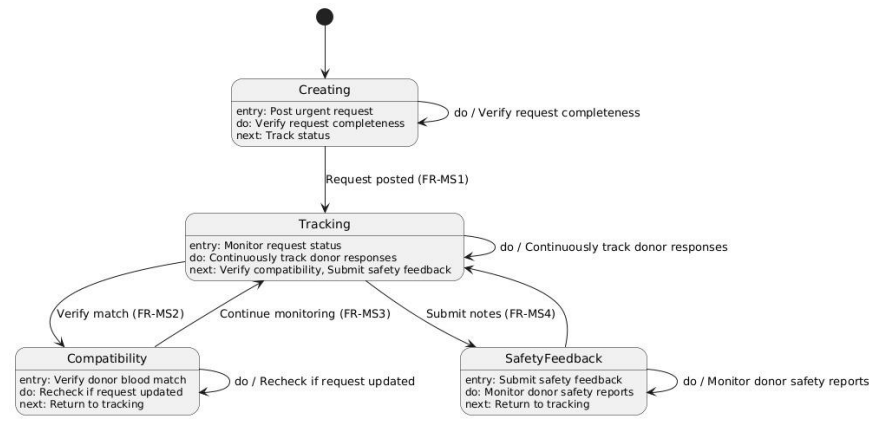 Creating
entry: Post urgent request
do: Verify request completeness
next: Track status
do / Verify request completeness
Request posted (FR-MS1)
Tracking
entry: Monitor request status
do: Continuously track donor responses
next: Verify compatibility, Submit safety feedback
do / Continuously track donor responses
Verify match (FR-MS2)
Continue monitoring (FR-MS3)
Submit notes (FR-MS4)
Compatibility
entry: Verify donor blood match
do: Recheck if request updated
next: Return to tracking
do / Recheck if request updated
SafetyFeedback
entry: Submit safety feedback
do: Monitor donor safety reports
next: Return to tracking
do / Monitor donor safety reports